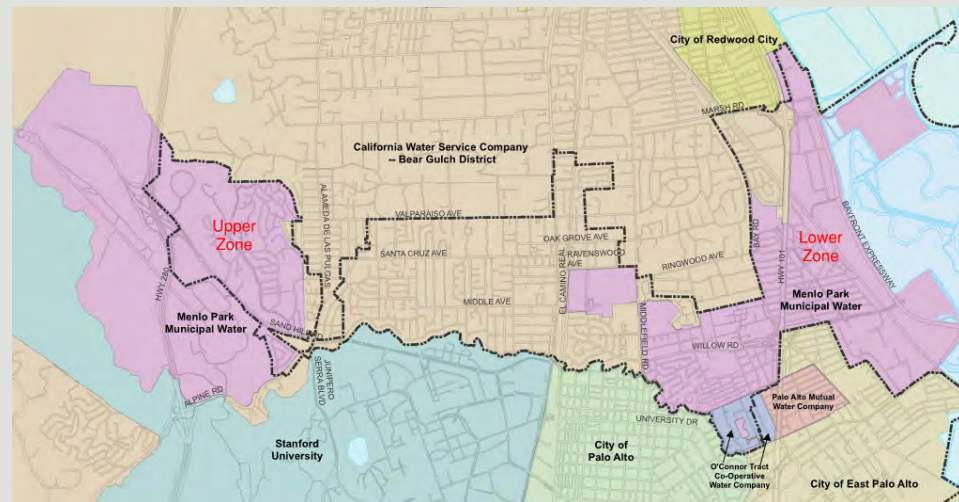 City of Redwood City
MARSH RD
California Water Service Company
-- Bear Gulch District
ALAMEDA DE LAS PULGAS
VALPARAISO AVE
Upper
Zone
OAK GROVE AVE
BAY RD
HWY 101
Lower
Zone
BAYFRONT EXPRESSWAY
SANTA CRUZ AVE
EL CAMINO REAL
RAVENSWOOD
AVE
RINGWOOD AVE
HWY 280
MIDDLE AVE
MIDDLEFIELD RD
Menlo Park
Municipal Water
Menlo Park
Municipal Water
SAND HILL RD
WILLOW RD
ALPINE RD
JUNIPERO
SERRA BLVD
Palo Alto Mutual
Water Company
UNIVERSITY DR
Stanford
University
City of
Palo Alto
O'Connor Tract
Co-Operative
Water Company
City of East Palo Alto